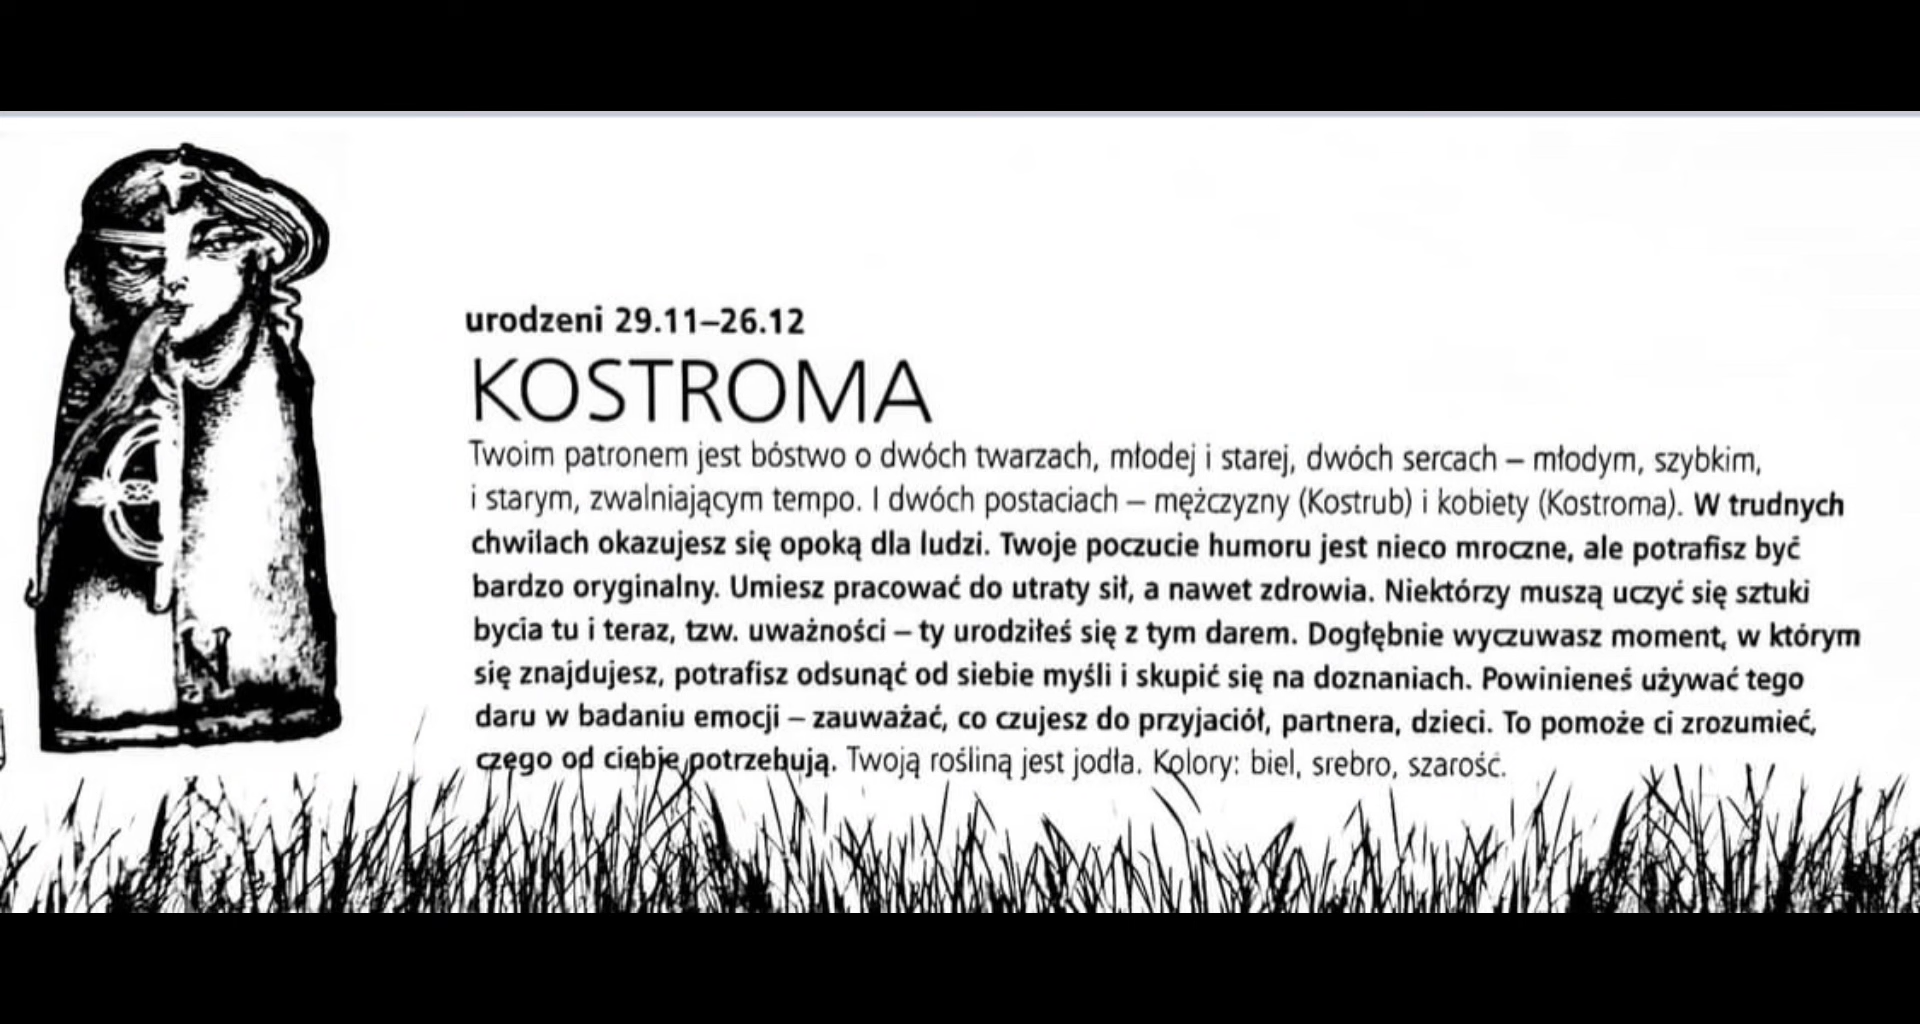 urodzeni 29.11–26.12
KOSTROMA
Twoim patronem jest bóstwo o dwóch twarzach, młodej i starej, dwóch sercach – młodym, szybkim,
i starym, zwalniającym tempo. I dwóch postaciach – mężczyzny (Kostrub) i kobiety (Kostroma). W trudnych
chwilach okazujesz się opoką dla ludzi. Twoje poczucie humoru jest nieco mroczne, ale potrafisz być
bardzo oryginalny. Umiesz pracować do utraty sił, a nawet zdrowia. Niektórzy muszą uczyć się sztuki
bycia tu i teraz, tzw. uważności – ty urodziłeś się z tym darem. Dogłębnie wyczuwasz moment, w którym
się znajdujesz, potrafisz odsunąć od siebie myśli i skupić się na doznaniach. Powinieneś używać tego
daru w badaniu emocji – zauważać, co czujesz do przyjaciół, partnera, dzieci. To pomoże ci zrozumieć,
czego od ciebie potrzebują. Twoją rośliną jest jodła. Kolory: biel, srebro, szarość.
N